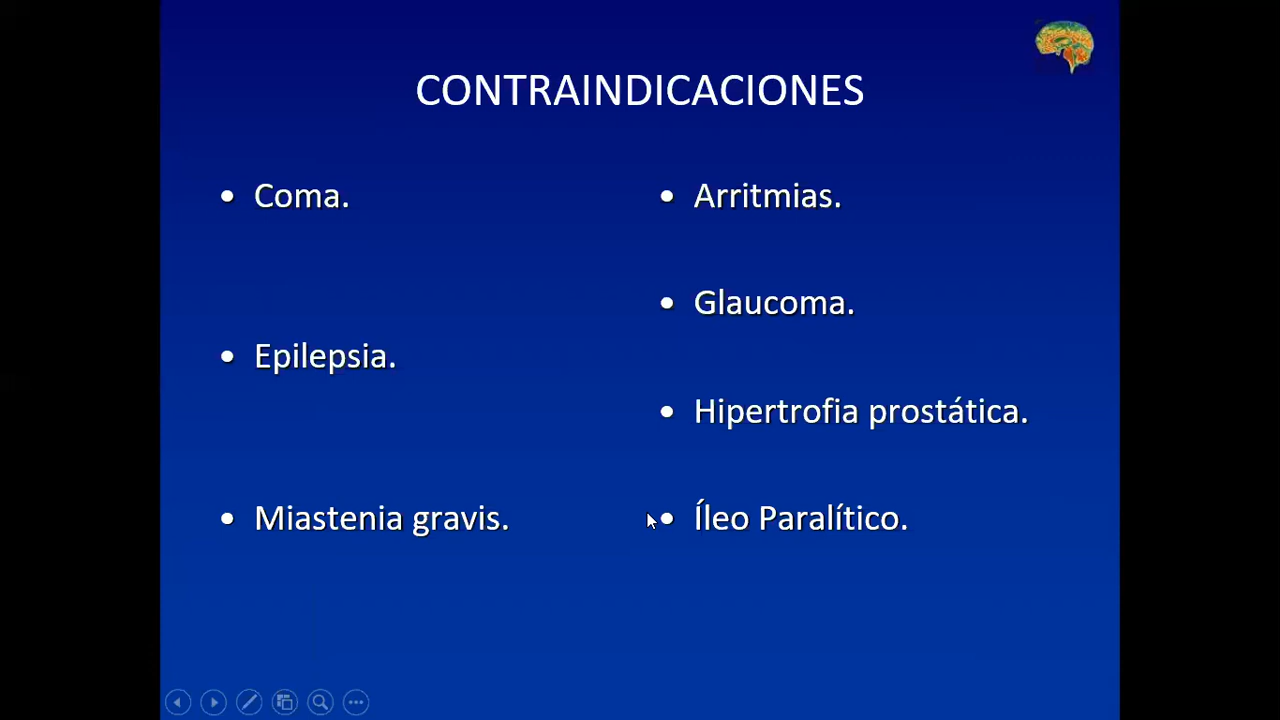 CONTRAINDICACIONES
• Coma.
• Epilepsia.
• Miastenia gravis.
• Arritmias.
• Glaucoma.
• Hipertrofia prostática.
• Íleo Paralítico.